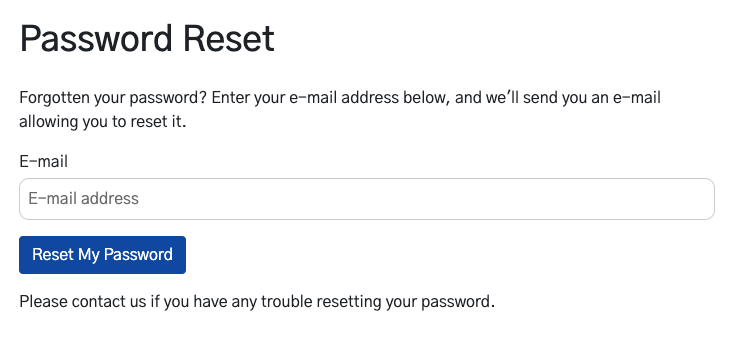 Password Reset
Forgotten your password? Enter your e-mail address below, and we'll send you an e-mail
allowing you to reset it.
E-mail
E-mail address
Reset My Password
Please contact us if you have any trouble resetting your password.